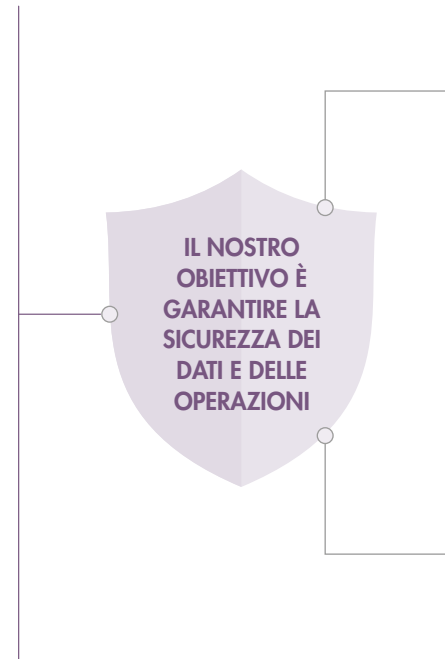 IL NOSTRO
OBIETTIVO È
GARANTIRE LA
SICUREZZA DEI
DATI E DELLE
OPERAZIONI